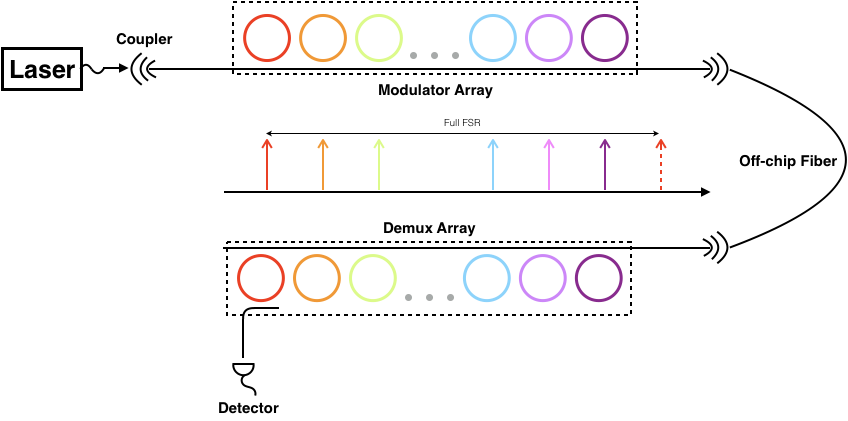 Coupler
Laser
Modulator Array
Full FSR
Off-chip Fiber
Demux Array
Detector